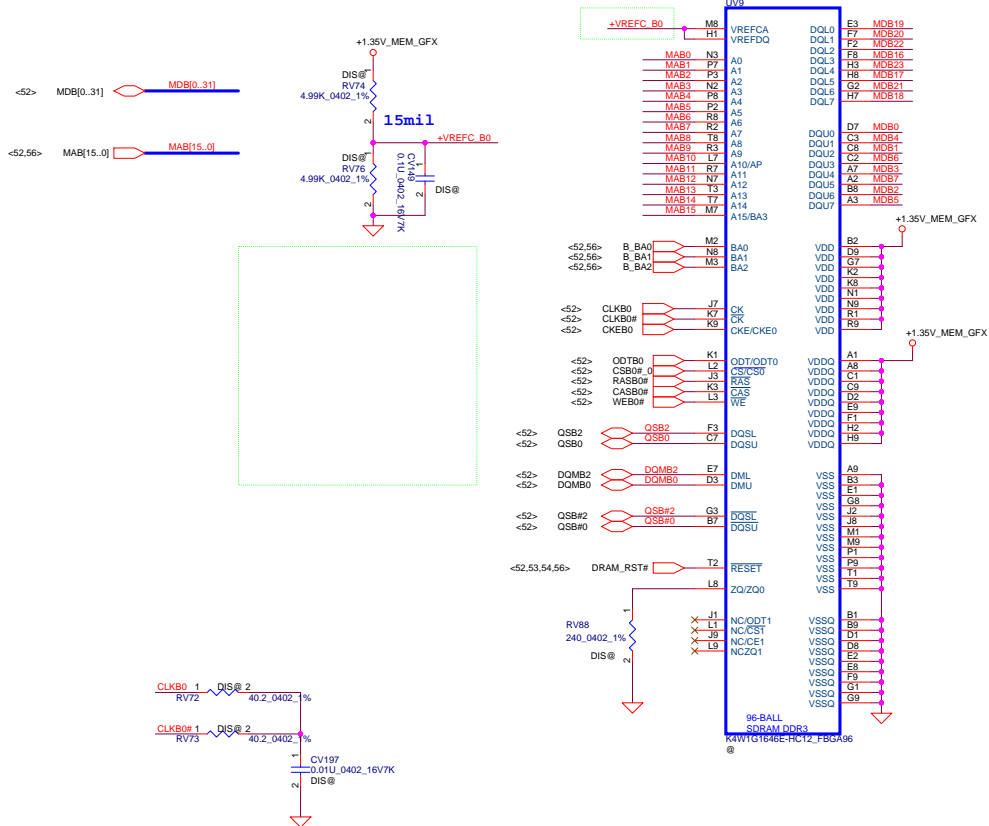 UV9
+VREFC_B0
M8 VREFCA
H1 VREFDQ
MAB0 N3 A0
MAB1 P7 A1
MAB2 P3 A2
MAB3 N2 A3
MAB4 P8 A4
MAB5 P2 A5
MAB6 R8 A6
MAB7 R2 A7
MAB8 T8 A8
MAB9 R3 A9
MAB10 L7 A10/AP
MAB11 R7 A11
MAB12 N7 A12
MAB13 T3 A13
MAB14 T7 A14
MAB15 M7 A15/BA3
<52,56> B_BA0 M2 BA0
<52,56> B_BA1 N8 BA1
<52,56> B_BA2 M3 BA2
<52> CLKB0 J7 CK
<52> CLKB0# K7 CK
<52> CKEB0 K9 CKE/CKE0
<52> ODTB0 K1 ODT/ODT0
<52> CSB0#_0 L2 CS/CS0
<52> RASB0# J3 RAS
<52> CASB0# K3 CAS
<52> WEB0# L3 WE
<52> QSB2 QSB2 F3 DQSL
<52> QSB0 QSB0 C7 DQSU
<52> DQMB2 DQMB2 E7 DML
<52> DQMB0 DQMB0 D3 DMU
<52> QSB#2 QSB#2 G3 DQSL
<52> QSB#0 QSB#0 B7 DQSU
<52,53,54,56> DRAM_RST# T2 RESET
L8 ZQ/ZQ0
1
RV88
240_0402_1%
DIS@
2
J1 NC/ODT1
L1 NC/CS1
J9 NC/CE1
L9 NCZQ1
DQL0 E3 MDB19
DQL1 F7 MDB20
DQL2 F2 MDB22
DQL3 F8 MDB16
DQL4 H3 MDB23
DQL5 H8 MDB17
DQL6 G2 MDB21
DQL7 H7 MDB18
DQU0 D7 MDB0
DQU1 C3 MDB4
DQU2 C8 MDB1
DQU3 C2 MDB6
DQU4 A7 MDB3
DQU5 A2 MDB7
DQU6 B8 MDB2
DQU7 A3 MDB5
+1.35V_MEM_GFX
VDD B2
VDD D9
VDD G7
VDD K2
VDD K8
VDD N1
VDD N9
VDD R1
VDD R9
+1.35V_MEM_GFX
VDDQ A1
VDDQ A8
VDDQ C1
VDDQ C9
VDDQ D2
VDDQ E9
VDDQ F1
VDDQ H2
VDDQ H9
VSS A9
VSS B3
VSS E1
VSS G8
VSS J2
VSS J8
VSS M1
VSS M9
VSS P1
VSS P9
VSS T1
VSS T9
VSSQ B1
VSSQ B9
VSSQ D1
VSSQ D8
VSSQ E2
VSSQ E8
VSSQ F9
VSSQ G1
VSSQ G9
96-BALL
SDRAM DDR3
K4W1G1646E-HC12_FBGA96
@
<52> MDB[0..31] MDB[0..31]
<52,56> MAB[15..0] MAB[15..0]
+1.35V_MEM_GFX
1
DIS@
RV74
4.99K_0402_1%
2
15mil
+VREFC_B0
1
DIS@
RV76
4.99K_0402_1%
2
1
CV149
0.1U_0402_16V7K
DIS@
2
CLKB0 1 DIS@ 2
RV72 40.2_0402_1%
CLKB0# 1 DIS@ 2
RV73 40.2_0402_1%
1
CV197
0.01U_0402_16V7K
DIS@
2